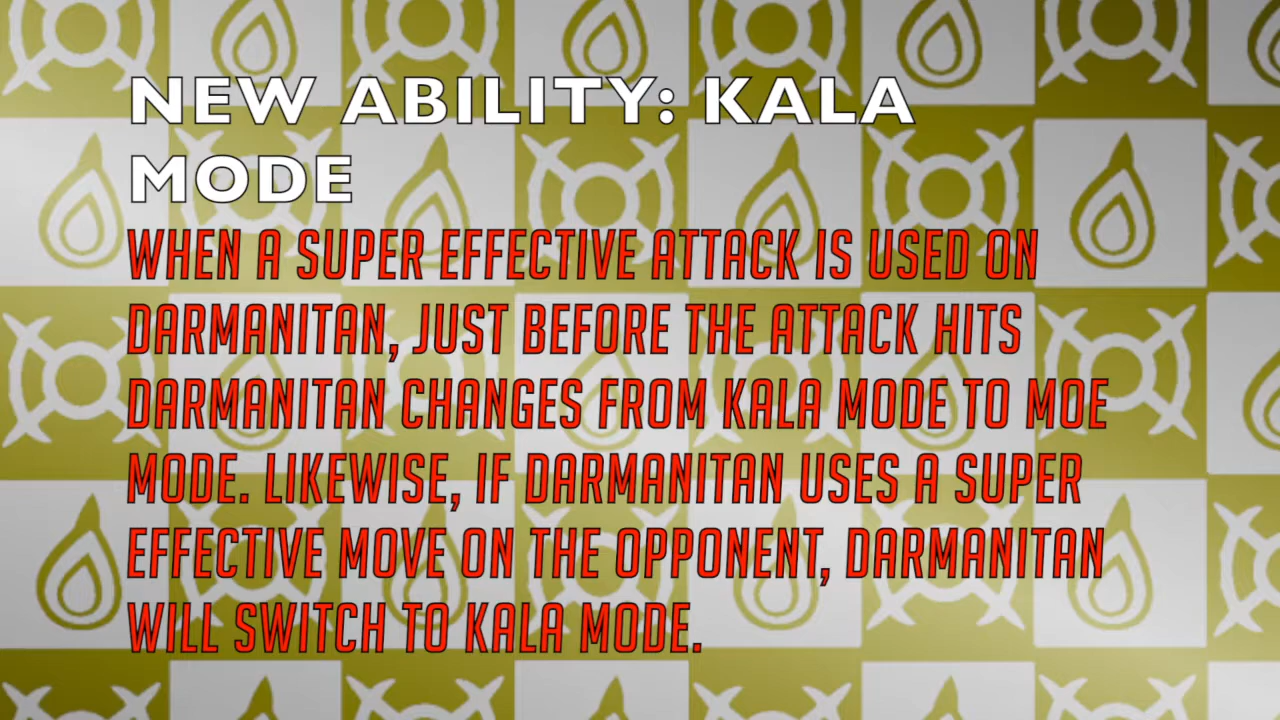 NEW ABILITY: KALA
MODE
WHEN A SUPER EFFECTIVE ATTACK IS USED ON
DARMANITAN, JUST BEFORE THE ATTACK HITS
DARMANITAN CHANGES FROM KALA MODE TO MOE
MODE. LIKEWISE, IF DARMANITAN USES A SUPER
EFFECTIVE MOVE ON THE OPPONENT, DARMANITAN
WILL SWITCH TO KALA MODE.